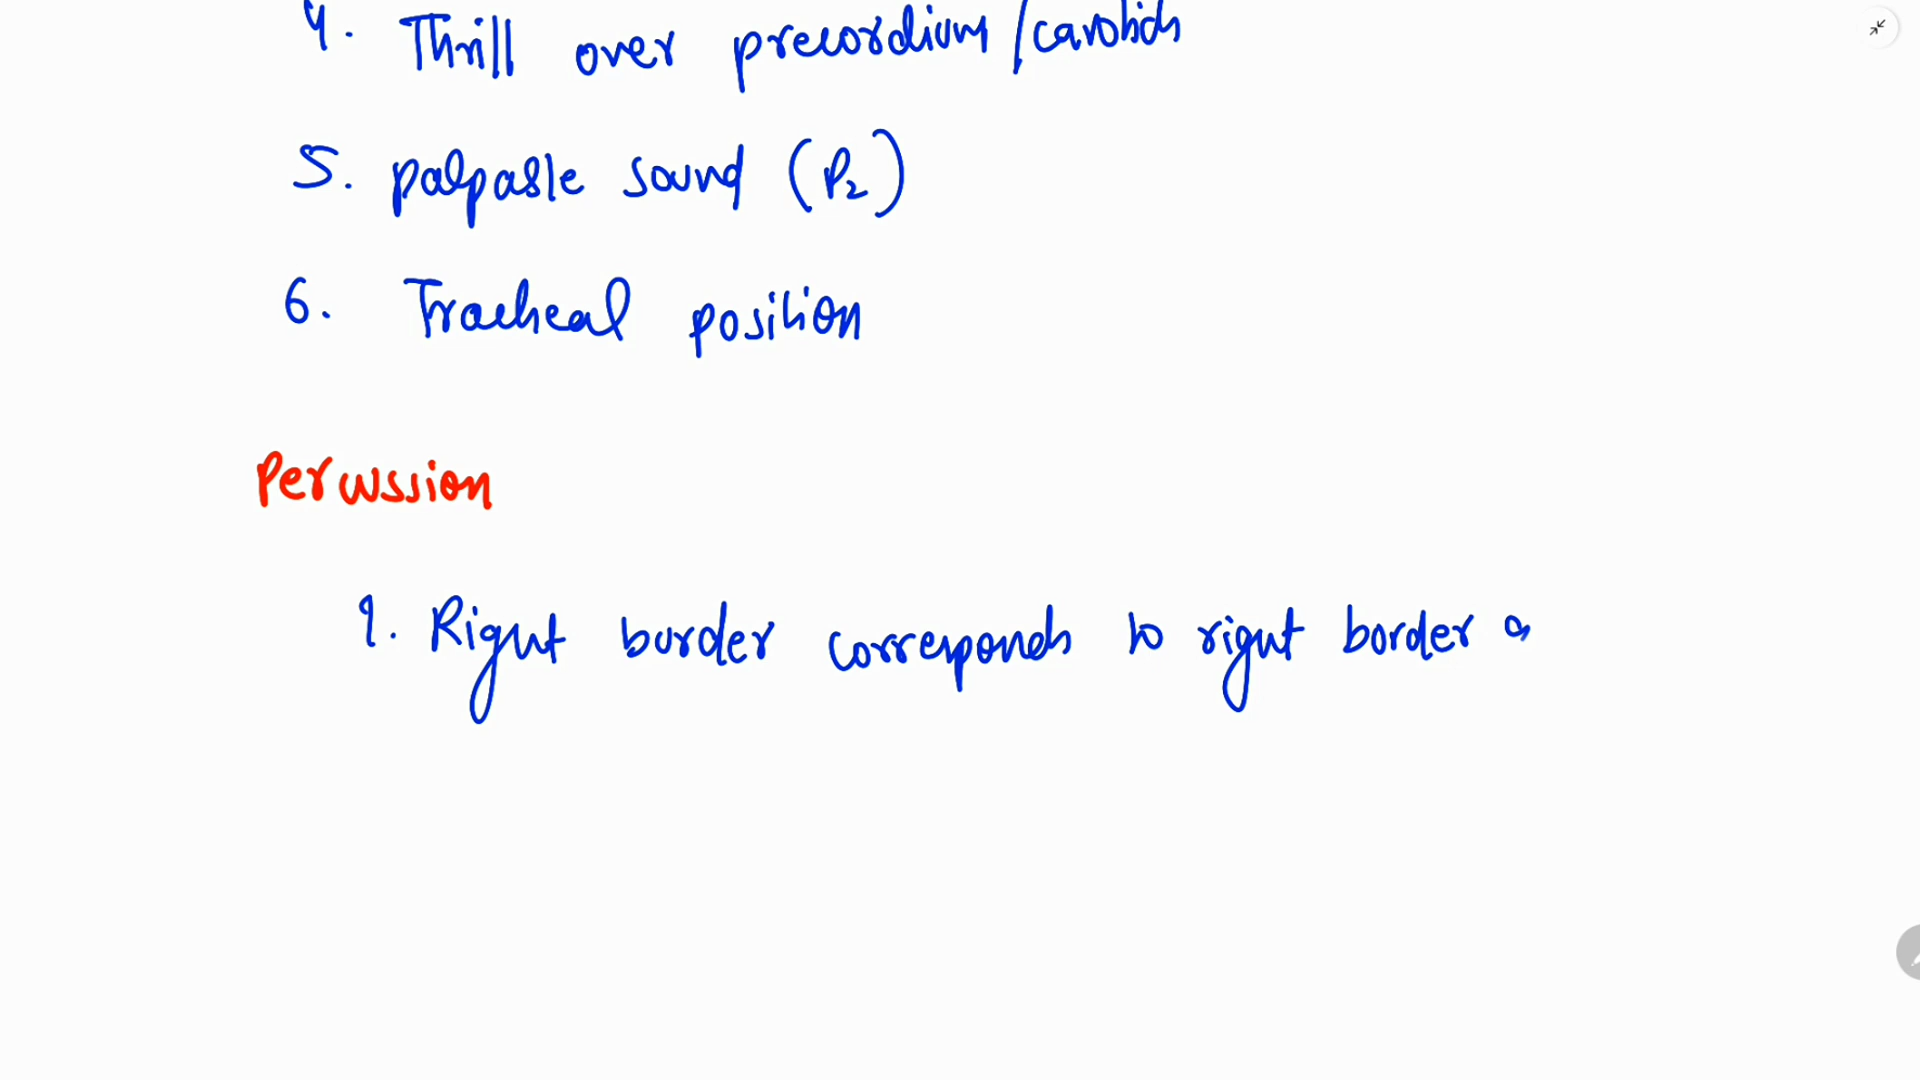 4. Thrill over precordium/carotids
5. palpable sound (P₂)
6. Tracheal position
Percussion
1. Right border corresponds to right border o